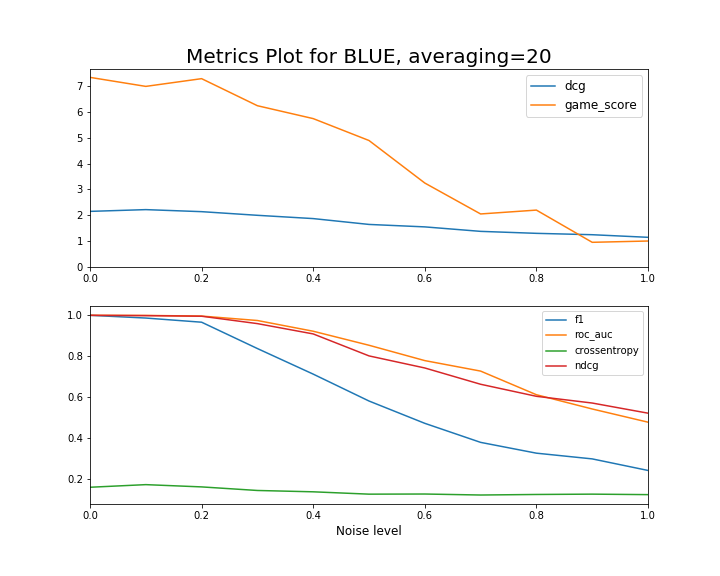 Metrics Plot for BLUE, averaging=20
7
6
5
4
3
2
1
0
dcg
game_score
0.0 0.2 0.4 0.6 0.8 1.0
1.0
0.8
0.6
0.4
0.2
f1
roc_auc
crossentropy
ndcg
0.0 0.2 0.4 0.6 0.8 1.0
Noise level